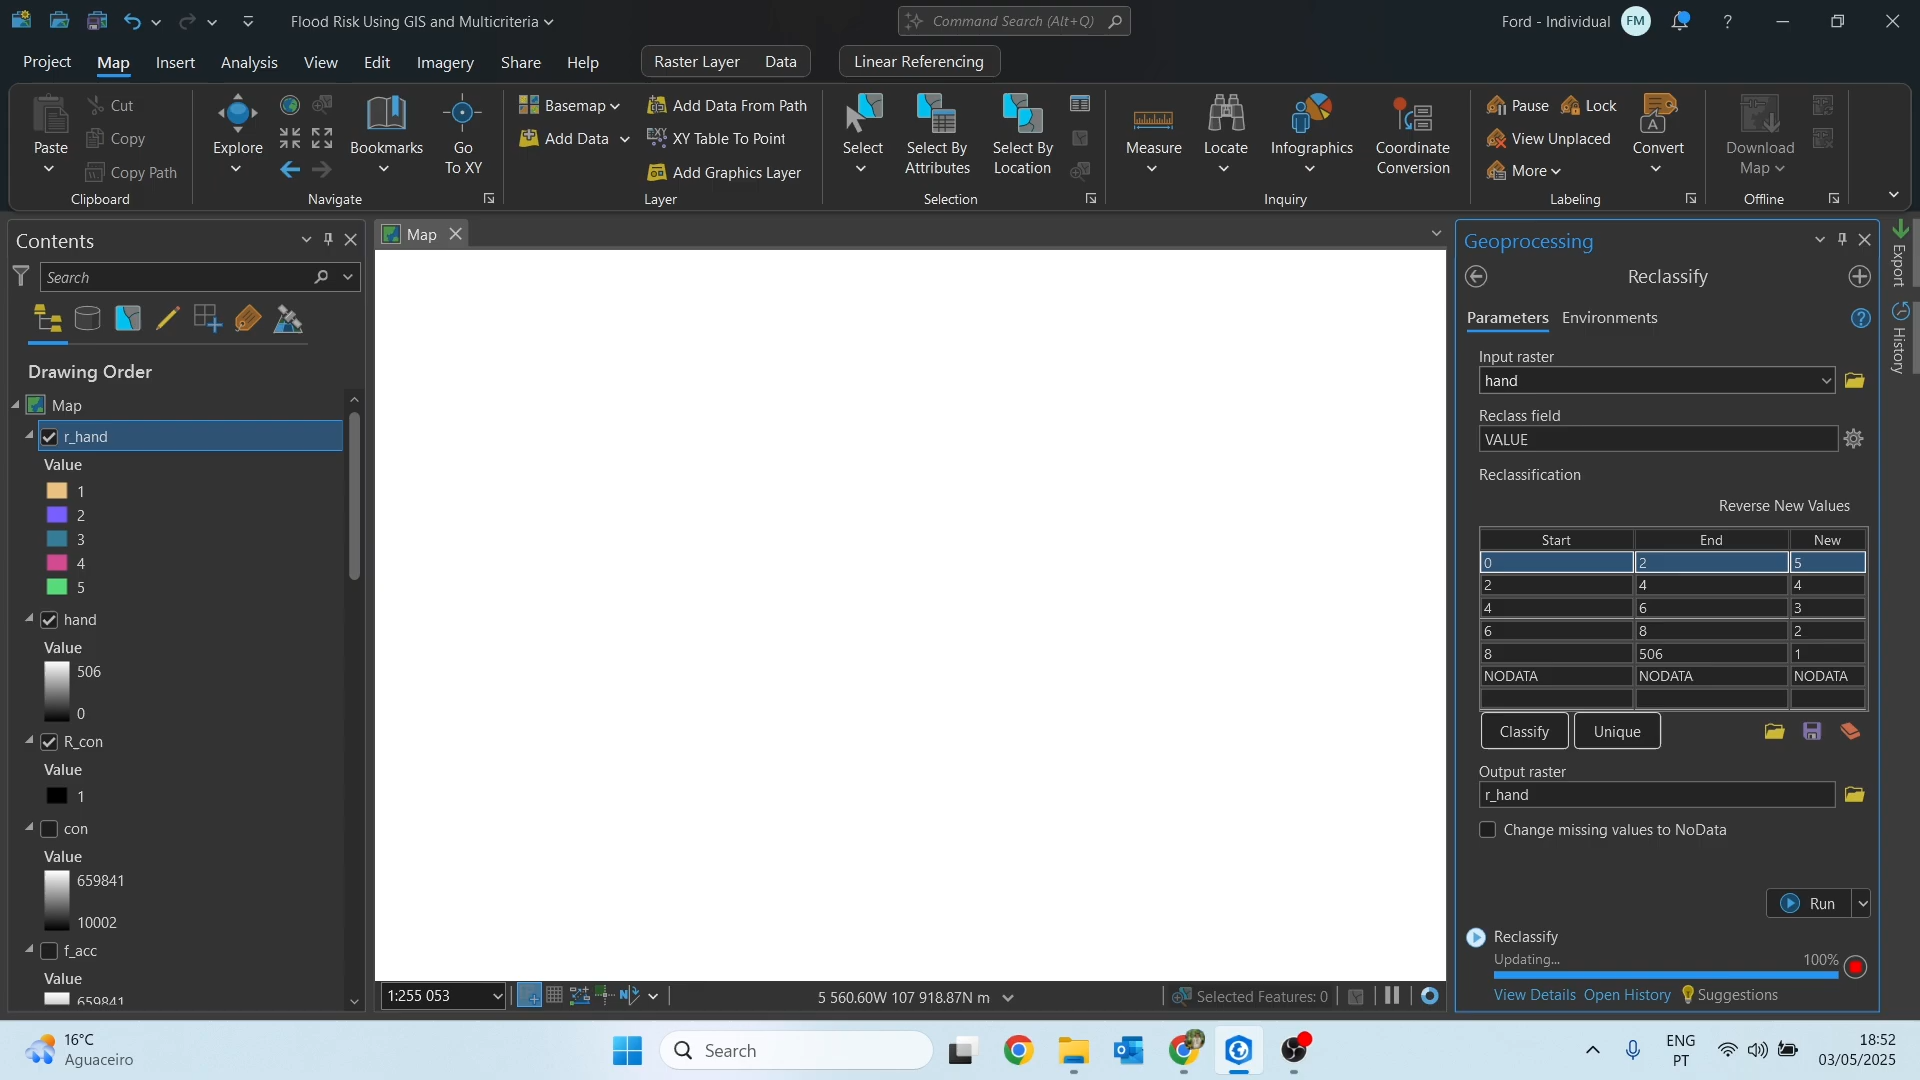 Flood Risk Using GIS and Multicriteria
Command Search (Alt+Q)
Ford - Individual
FM
?
Project
Map
Insert
Analysis
View
Edit
Imagery
Share
Help
Raster Layer
Data
Linear Referencing
Paste
Cut
Copy
Copy Path
Clipboard
Explore
Bookmarks
Go
To XY
Navigate
Basemap
Add Data
Add Data From Path
XY Table To Point
Add Graphics Layer
Layer
Select
Select By
Attributes
Select By
Location
Selection
Measure
Locate
Infographics
Coordinate
Conversion
Inquiry
Pause
Lock
View Unplaced
More
Convert
Labeling
Download
Map
Offline
Contents
Search
Drawing Order
Map
r_hand
Value
1
2
3
4
5
hand
Value
506
0
R_con
Value
1
con
Value
659841
10002
f_acc
Value
659841
Map
1:255 053
5 560.60W 107 918.87N m
Selected Features: 0
Geoprocessing
Reclassify
Parameters
Environments
?
Input raster
hand
Reclass field
VALUE
Reclassification
Reverse New Values
Start End New
0 2 5
2 4 4
4 6 3
6 8 2
8 506 1
NODATA NODATA NODATA
Classify
Unique
Output raster
r_hand
Change missing values to NoData
Run
Reclassify
Updating...
100%
View Details
Open History
Suggestions
Export
History
16°C
Aguaceiro
Search
ENG
PT
18:52
03/05/2025